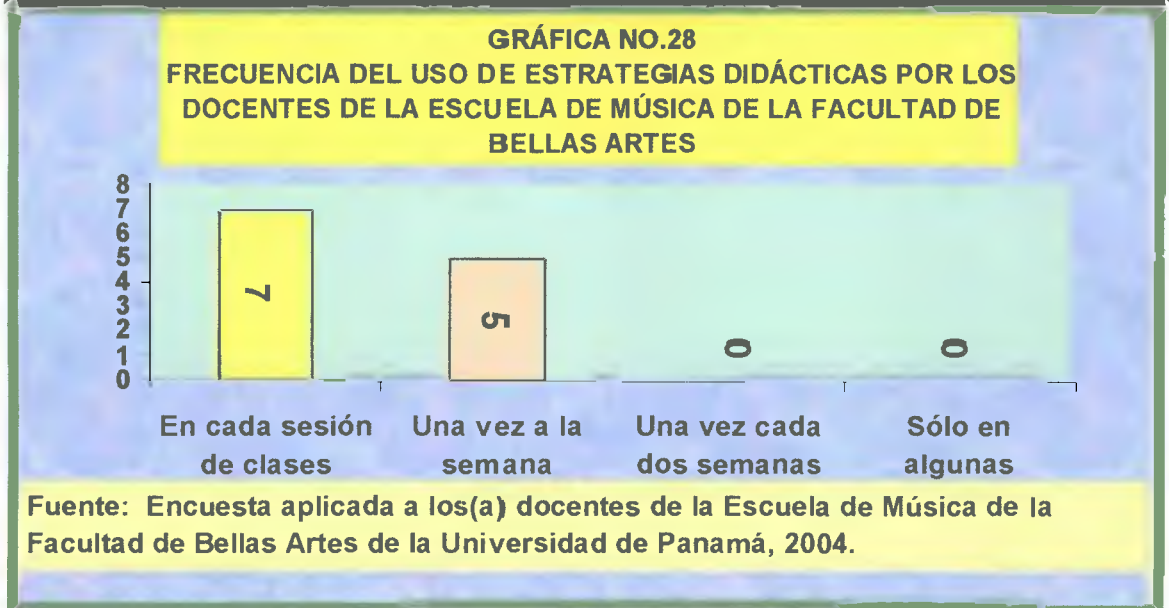 GRÁFICA NO.28
FRECUENCIA DEL USO DE ESTRATEGIAS DIDÁCTICAS POR LOS
DOCENTES DE LA ESCUELA DE MÚSICA DE LA FACULTAD DE
BELLAS ARTES
8
7
6
5
4
3
2
1
0
7
5
0
0
En cada sesión
de clases
Una vez a la
semana
Una vez cada
dos semanas
Sólo en
algunas
Fuente: Encuesta aplicada a los(a) docentes de la Escuela de Música de la
Facultad de Bellas Artes de la Universidad de Panamá, 2004.